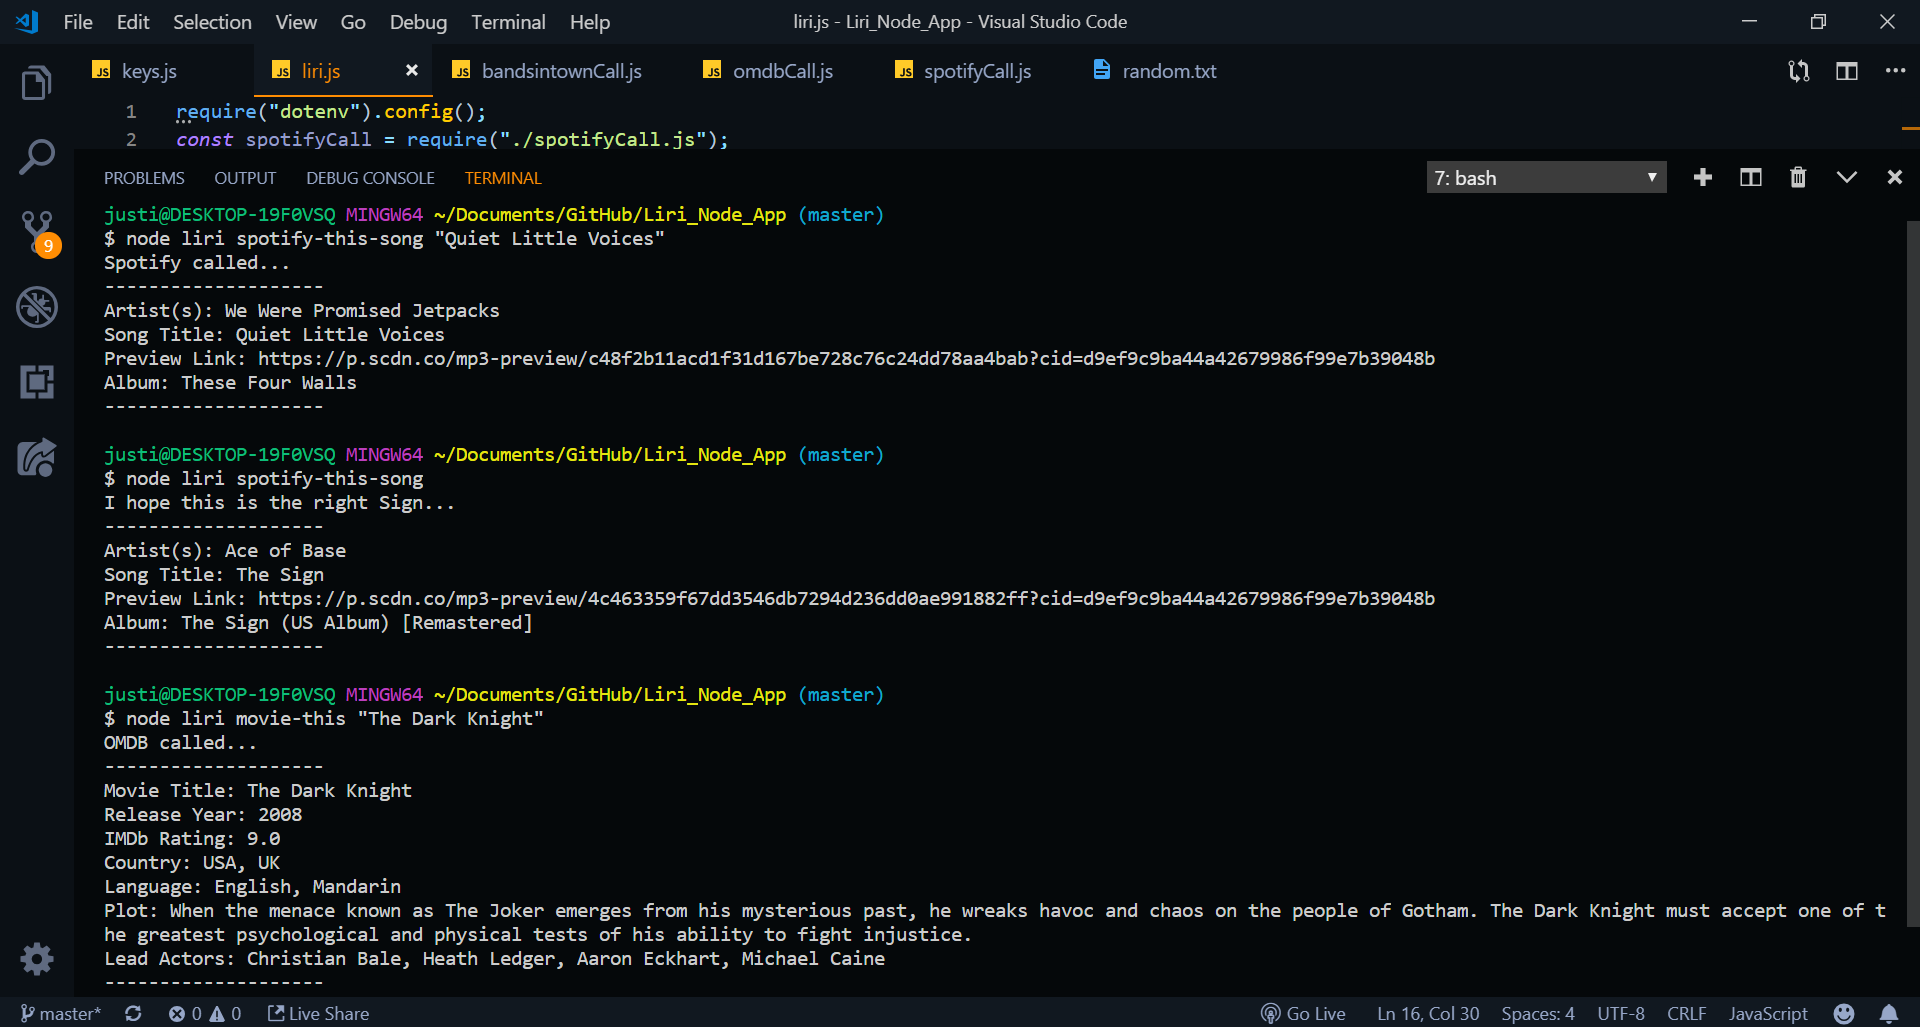 File Edit Selection View Go Debug Terminal Help liri.js - Liri_Node_App - Visual Studio Code
JS keys.js JS liri.js JS bandsintownCall.js JS omdbCall.js JS spotifyCall.js random.txt
1 require("dotenv").config();
2 const spotifyCall = require("./spotifyCall.js");
PROBLEMS OUTPUT DEBUG CONSOLE TERMINAL 7: bash
9
justi@DESKTOP-19F0VSQ MINGW64 ~/Documents/GitHub/Liri_Node_App (master)
$ node liri spotify-this-song "Quiet Little Voices"
Spotify called...
--------------------
Artist(s): We Were Promised Jetpacks
Song Title: Quiet Little Voices
Preview Link: https://p.scdn.co/mp3-preview/c48f2b11acd1f31d167be728c76c24dd78aa4bab?cid=d9ef9c9ba44a42679986f99e7b39048b
Album: These Four Walls
--------------------
justi@DESKTOP-19F0VSQ MINGW64 ~/Documents/GitHub/Liri_Node_App (master)
$ node liri spotify-this-song
I hope this is the right Sign...
--------------------
Artist(s): Ace of Base
Song Title: The Sign
Preview Link: https://p.scdn.co/mp3-preview/4c463359f67dd3546db7294d236dd0ae991882ff?cid=d9ef9c9ba44a42679986f99e7b39048b
Album: The Sign (US Album) [Remastered]
--------------------
justi@DESKTOP-19F0VSQ MINGW64 ~/Documents/GitHub/Liri_Node_App (master)
$ node liri movie-this "The Dark Knight"
OMDB called...
--------------------
Movie Title: The Dark Knight
Release Year: 2008
IMDb Rating: 9.0
Country: USA, UK
Language: English, Mandarin
Plot: When the menace known as The Joker emerges from his mysterious past, he wreaks havoc and chaos on the people of Gotham. The Dark Knight must accept one of t
he greatest psychological and physical tests of his ability to fight injustice.
Lead Actors: Christian Bale, Heath Ledger, Aaron Eckhart, Michael Caine
--------------------
master* 0 0 Live Share Go Live Ln 16, Col 30 Spaces: 4 UTF-8 CRLF JavaScript